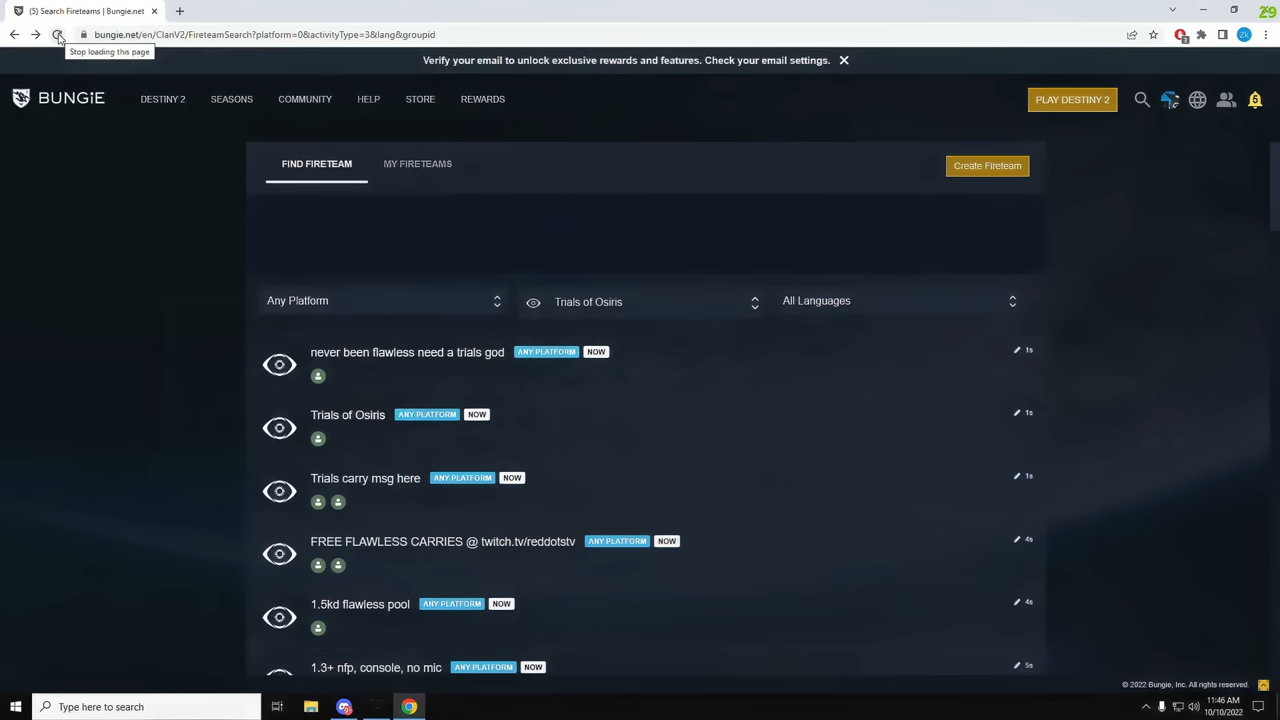 (5) Search Fireteams | Bungie.net
29
bungie.net/en/ClanV2/FireteamSearch?platform=0&activityType=3&lang&groupid
3
Zk
Stop loading this page
Verify your email to unlock exclusive rewards and features. Check your email settings.
BUNGiE
DESTINY 2
SEASONS
COMMUNITY
HELP
STORE
REWARDS
PLAY DESTINY 2
5
FIND FIRETEAM
MY FIRETEAMS
Create Fireteam
Any Platform
Trials of Osiris
All Languages
never been flawless need a trials god ANY PLATFORM NOW 1s
Trials of Osiris ANY PLATFORM NOW 1s
Trials carry msg here ANY PLATFORM NOW 1s
FREE FLAWLESS CARRIES @ twitch.tv/reddotstv ANY PLATFORM NOW 4s
1.5kd flawless pool ANY PLATFORM NOW 4s
1.3+ nfp, console, no mic ANY PLATFORM NOW 5s
© 2022 Bungie, Inc. All rights reserved.
Type here to search
11:46 AM
10/10/2022